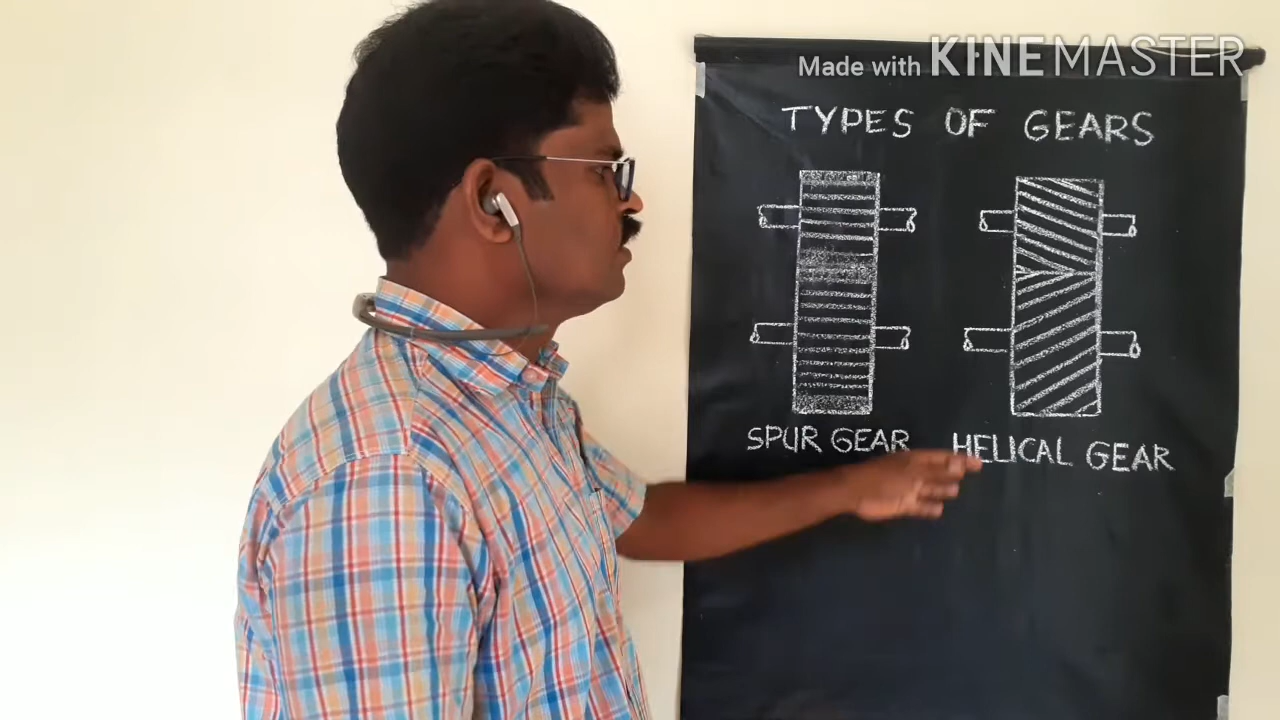 Made with KINEMASTER
TYPES OF GEARS
SPUR GEAR
HELICAL GEAR